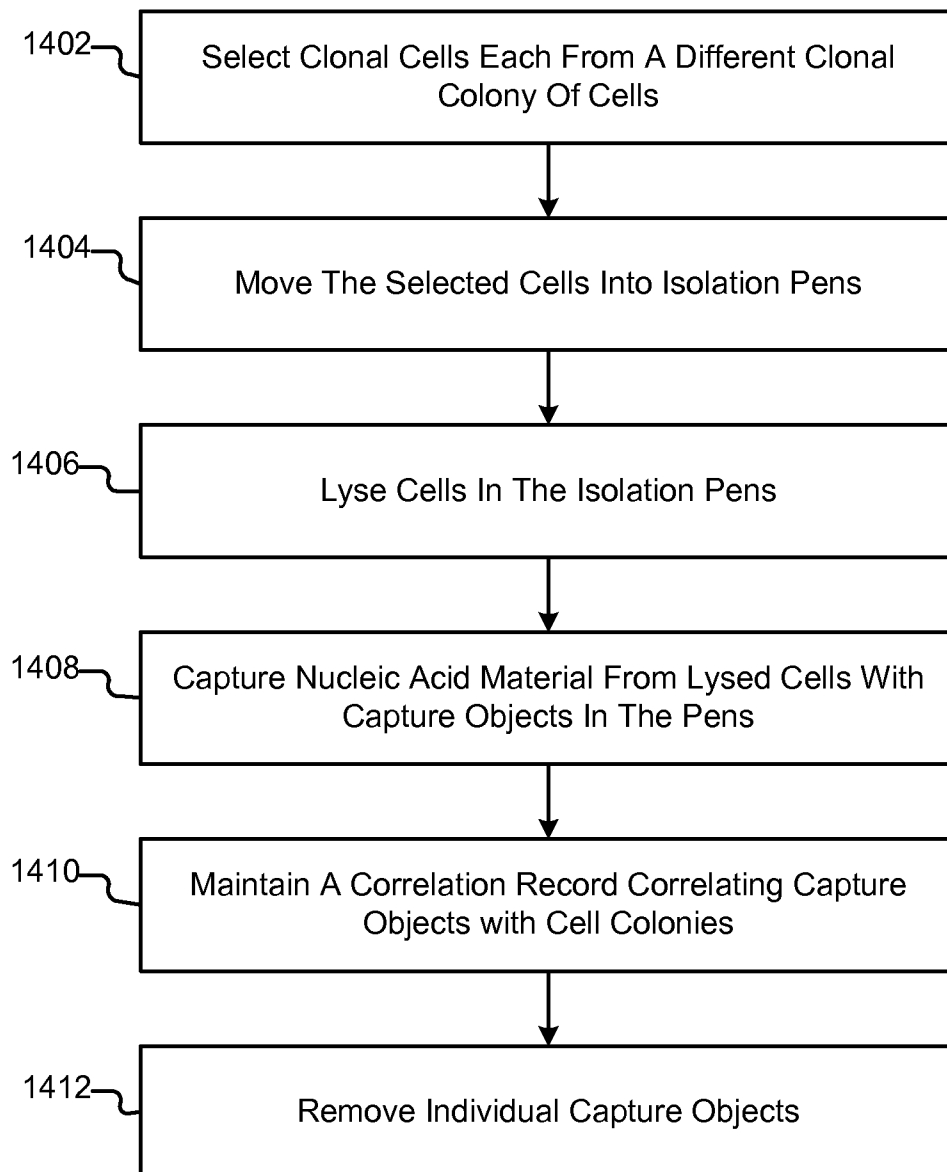 1402
Select Clonal Cells Each From A Different Clonal
Colony Of Cells
1404
Move The Selected Cells Into Isolation Pens
1406
Lyse Cells In The Isolation Pens
1408
Capture Nucleic Acid Material From Lysed Cells With
Capture Objects In The Pens
1410
Maintain A Correlation Record Correlating Capture
Objects with Cell Colonies
1412
Remove Individual Capture Objects